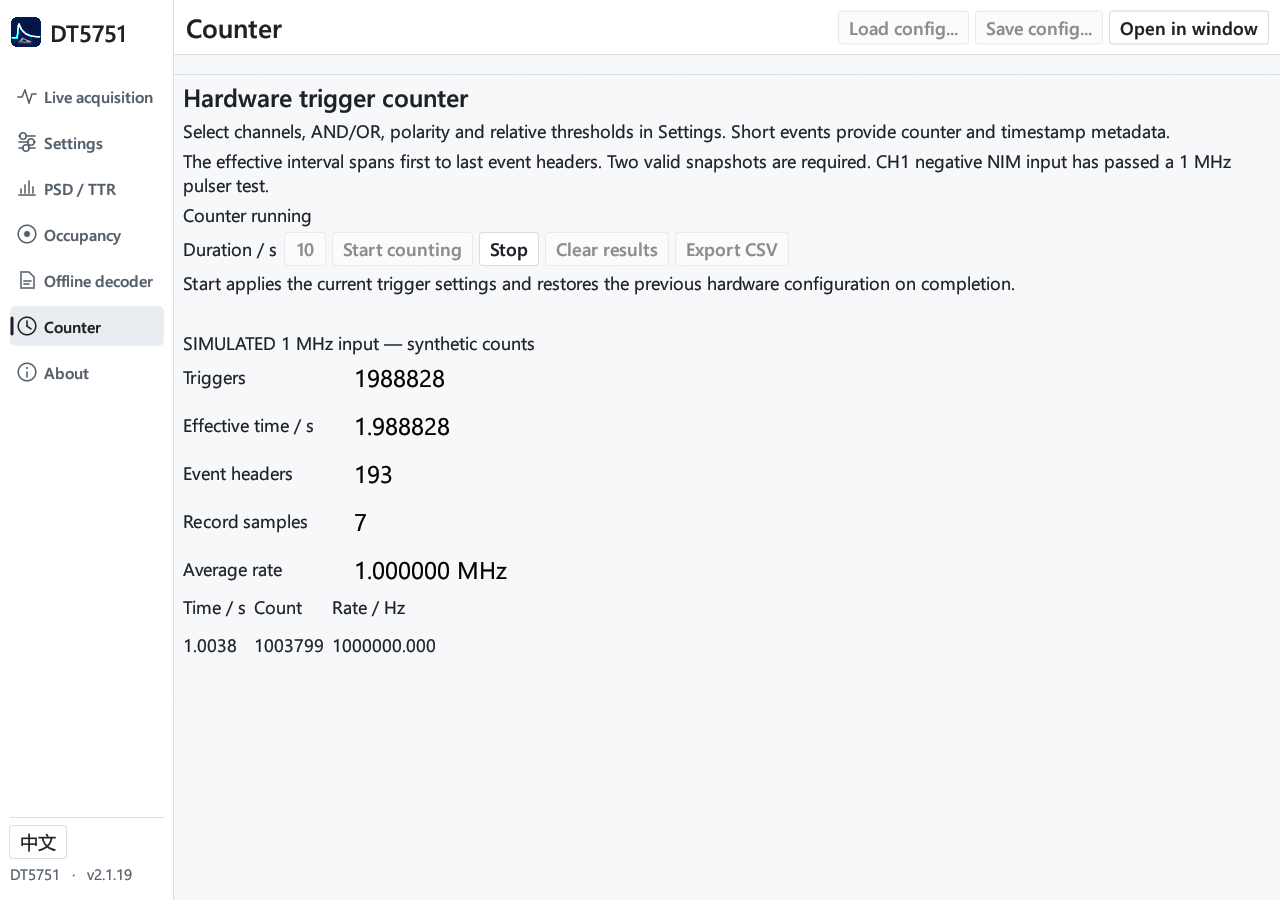 DT5751
Counter
Load config...
Save config...
Open in window
Live acquisition
Settings
PSD / TTR
Occupancy
Offline decoder
Counter
About
Hardware trigger counter
Select channels, AND/OR, polarity and relative thresholds in Settings. Short events provide counter and timestamp metadata.
The effective interval spans first to last event headers. Two valid snapshots are required. CH1 negative NIM input has passed a 1 MHz
pulser test.
Counter running
Duration / s 10 Start counting Stop Clear results Export CSV
Start applies the current trigger settings and restores the previous hardware configuration on completion.
SIMULATED 1 MHz input — synthetic counts
Triggers 1988828
Effective time / s 1.988828
Event headers 193
Record samples 7
Average rate 1.000000 MHz
Time / s Count Rate / Hz
1.0038 1003799 1000000.000
中文
DT5751 · v2.1.19